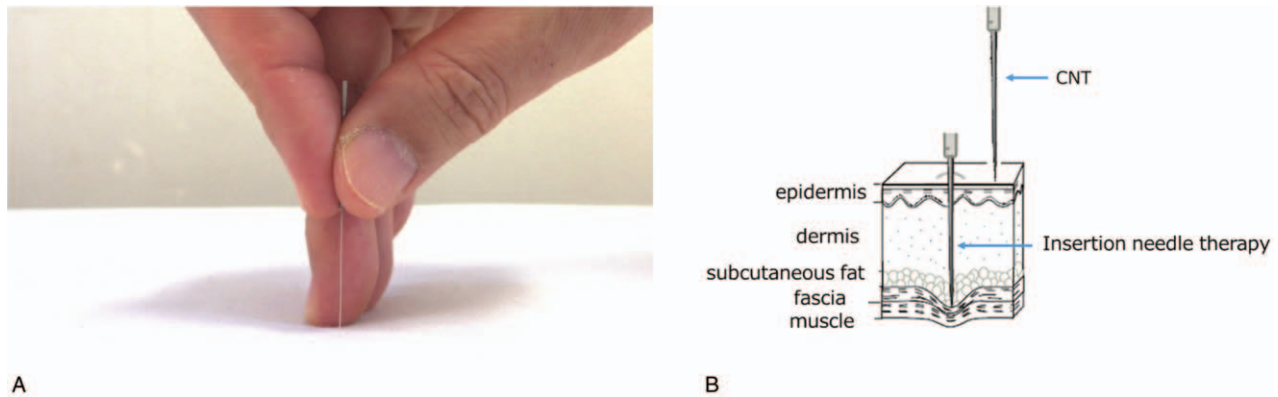 CNT
epidermis
dermis
Insertion needle therapy
subcutaneous fat
fascia
muscle
A
B